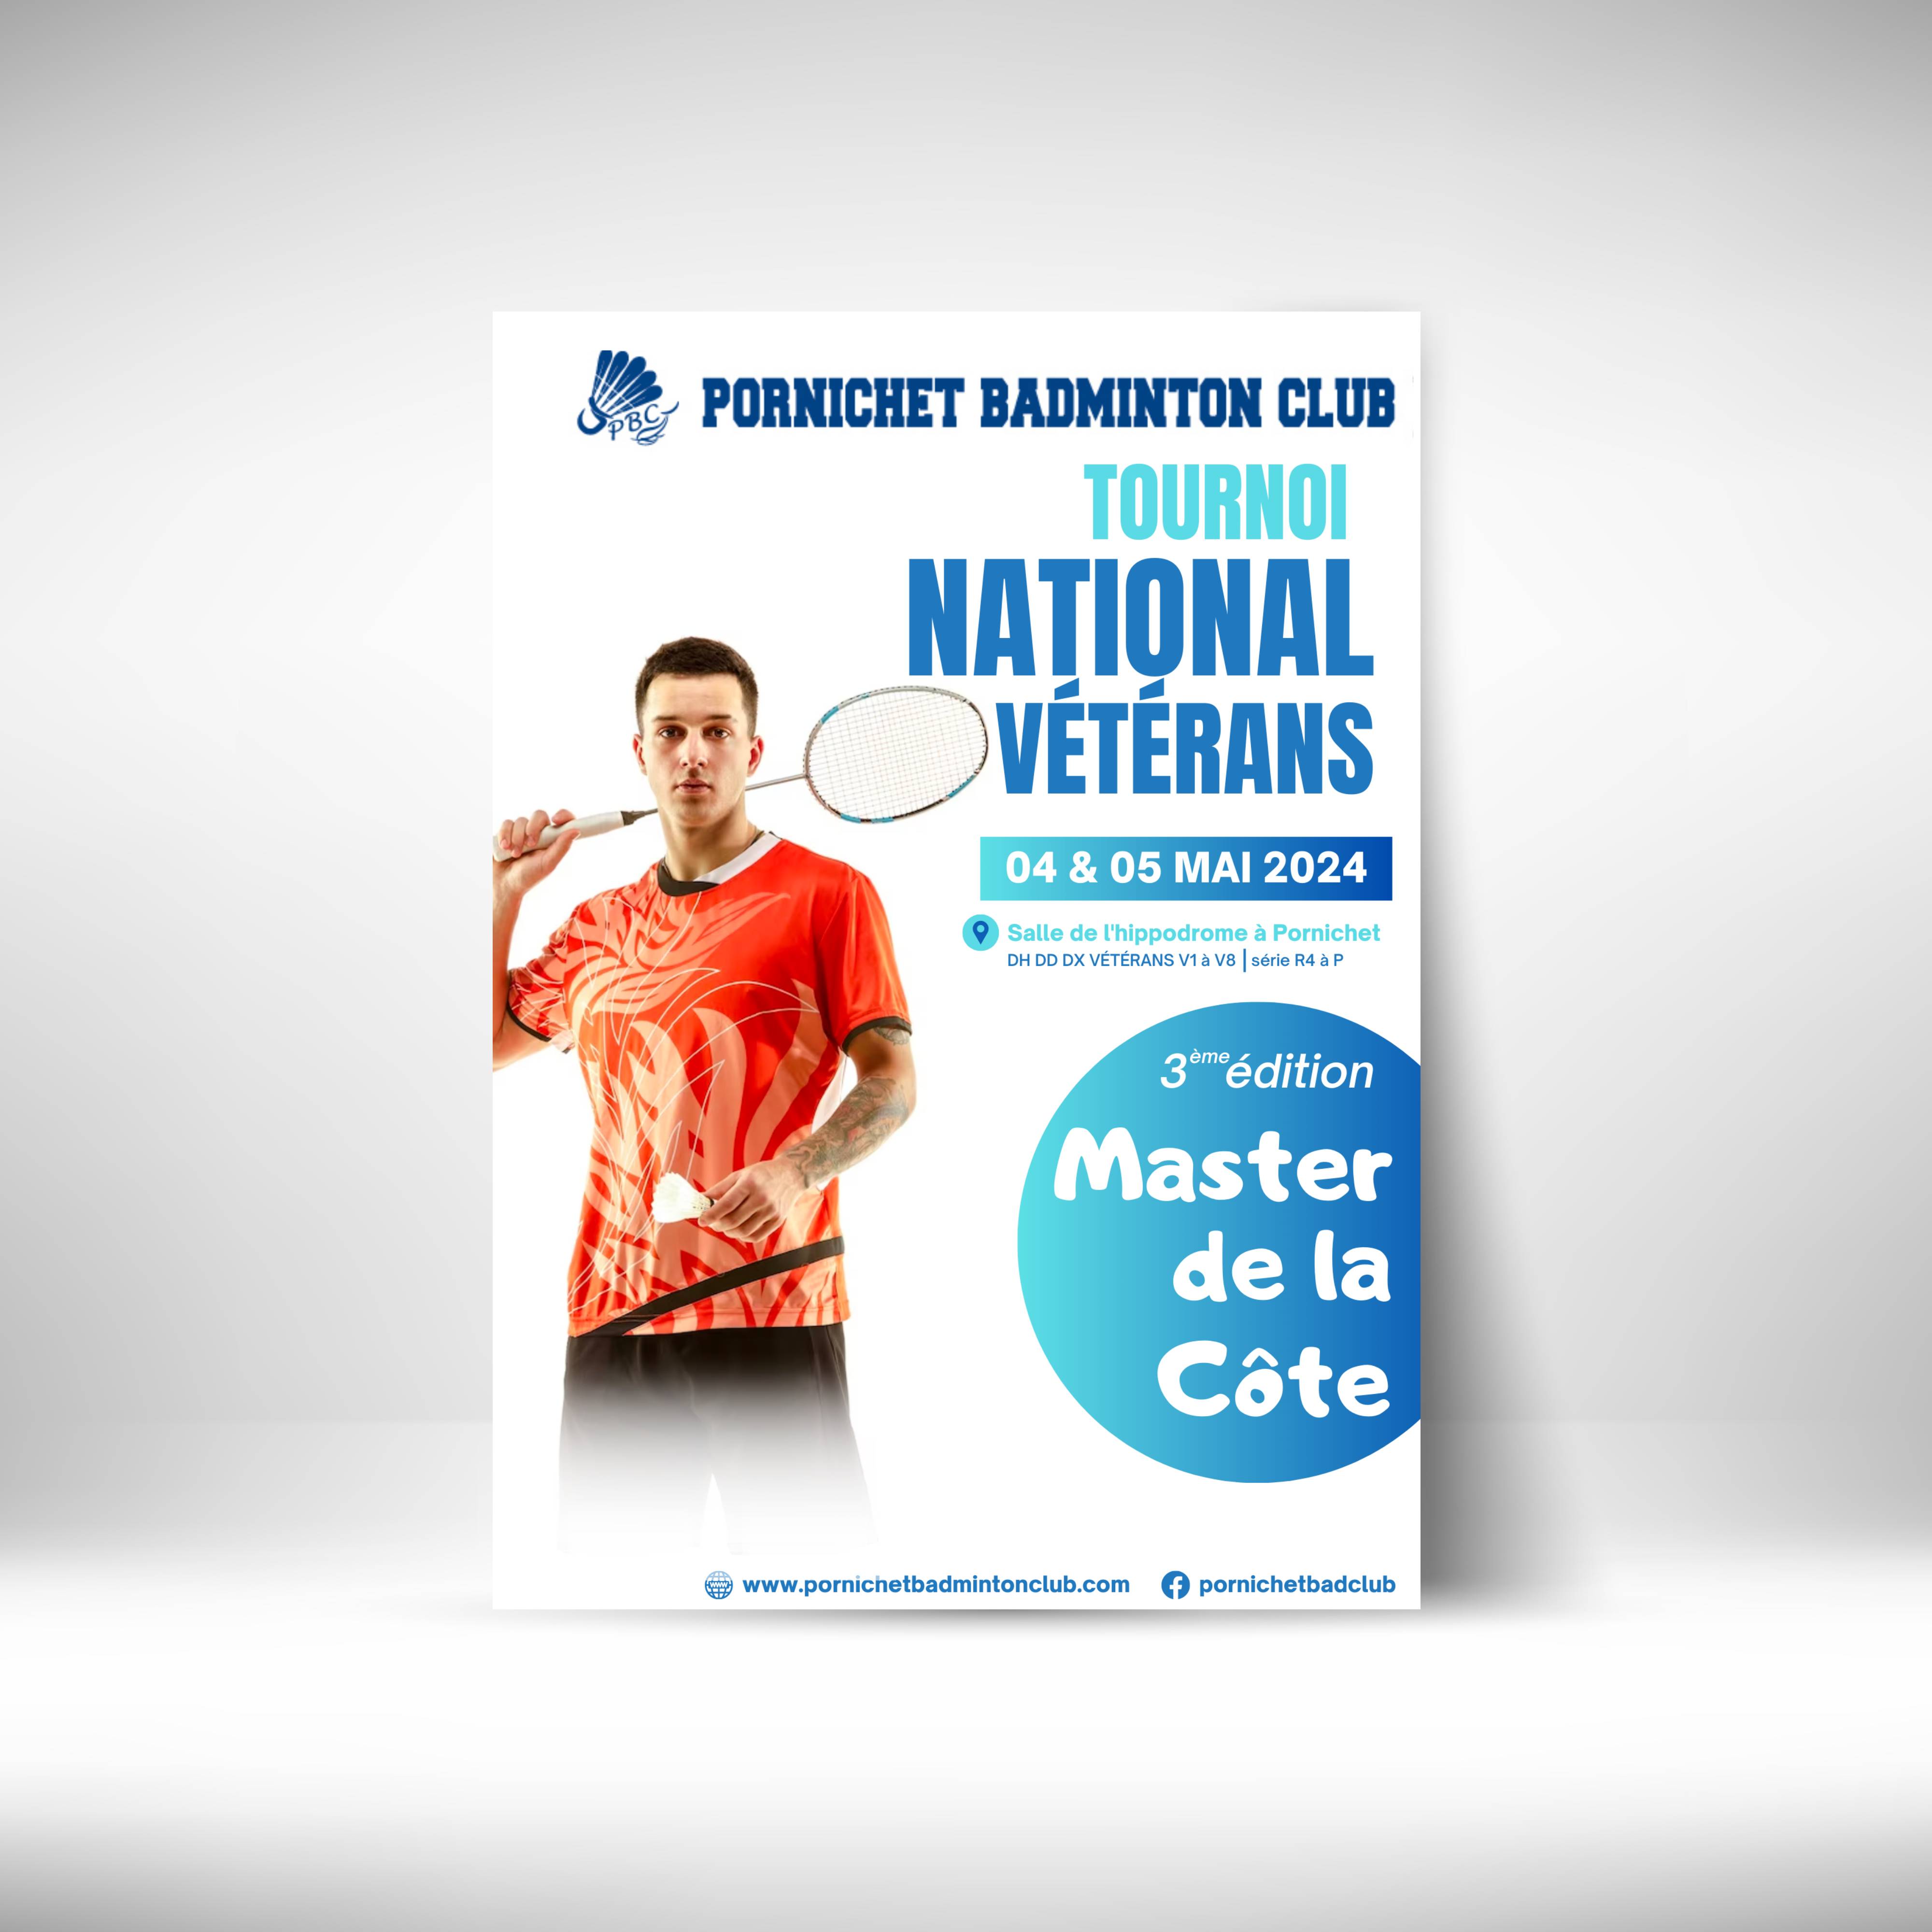 PBC
PORNICHET BADMINTON CLUB
TOURNOI
NATIONAL
VÉTÉRANS
04 & 05 MAI 2024
Salle de l'hippodrome à Pornichet
DH DD DX VÉTÉRANS V1 à V8 | série R4 à P
3ème édition
Master
de la
Côte
www.pornichetbadmintonclub.com
pornichetbadclub